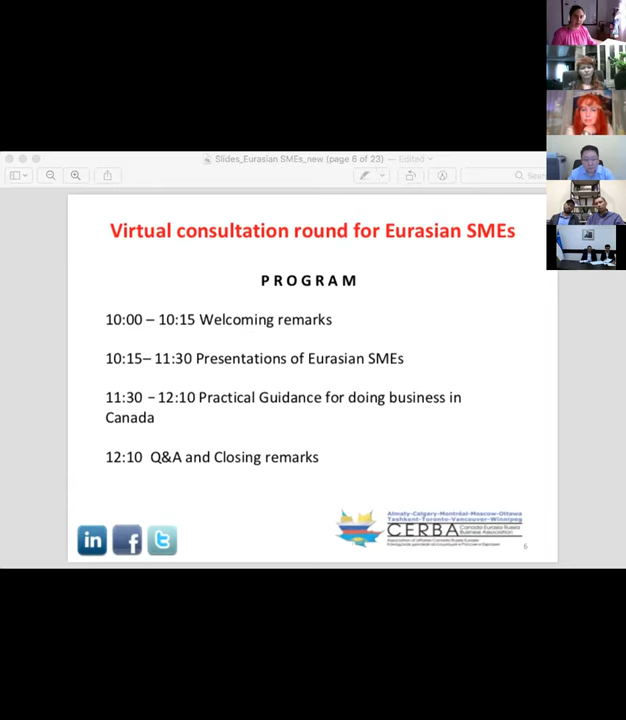 Slides_Eurasian SMEs_new (page 6 of 23) — Edited
Sear
Virtual consultation round for Eurasian SMEs
PROGRAM
10:00 – 10:15 Welcoming remarks
10:15– 11:30 Presentations of Eurasian SMEs
11:30 –12:10 Practical Guidance for doing business in
Canada
12:10 Q&A and Closing remarks
in f t
Almaty-Calgary-Montréal-Moscow-Ottawa
Tashkent-Toronto-Vancouver-Winnipeg
CERBA Canada Eurasia Russia
Business Association
6